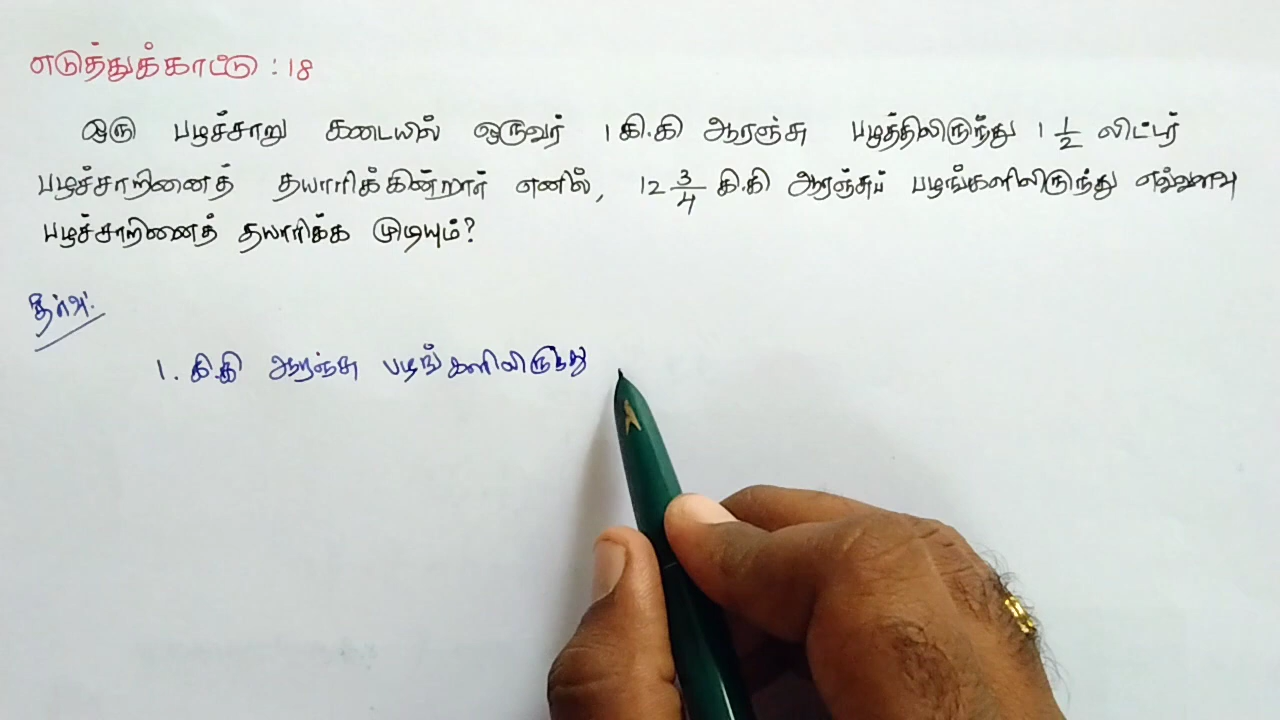 எடுத்துக்காட்டு : 18
ஒரு பழச்சாறு கடையில் ஒருவர் 1 கி.கி ஆரஞ்சு பழத்திலிருந்து 1 1/2 லிட்டர்
பழச்சாறினைத் தயாரிக்கின்றார் எனில், 12 3/4 கி.கி ஆரஞ்சுப் பழங்களிலிருந்து எவ்வளவு
பழச்சாறினைத் தயாரிக்க முடியும்?
தீர்வு:
1. கி.கி ஆரஞ்சு பழங்களிலிருந்து